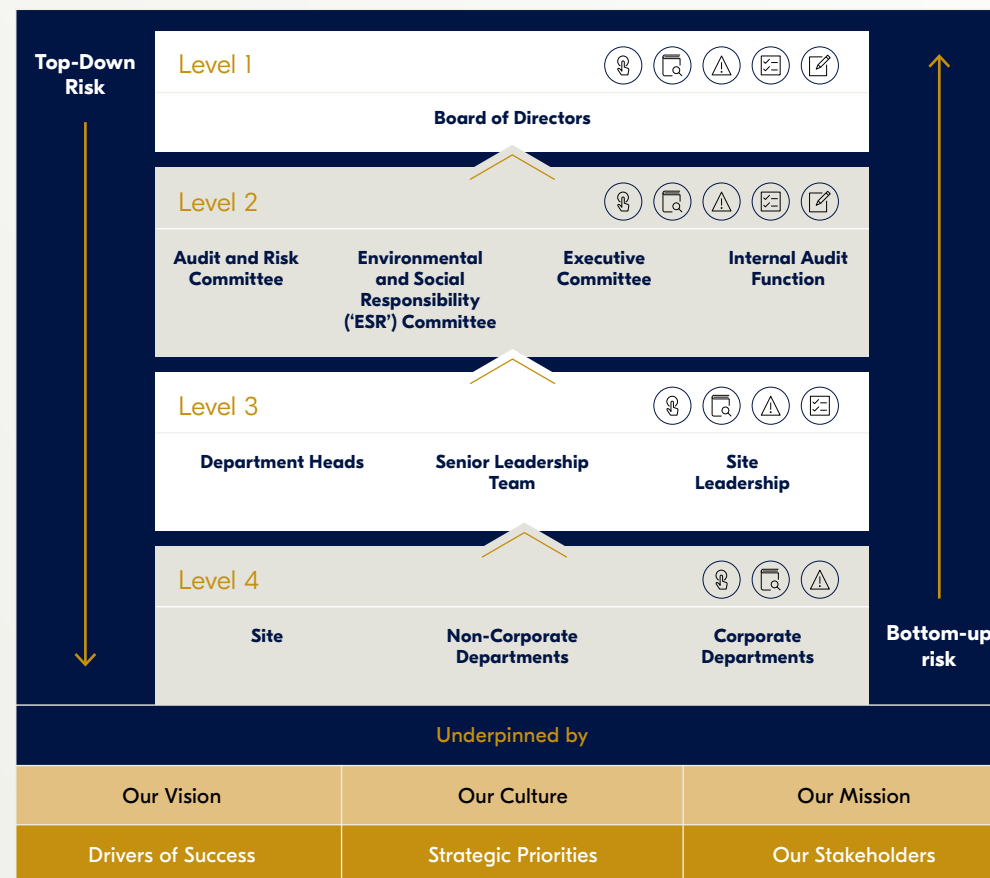 Top-Down
Risk
Level 1
Board of Directors
Level 2
Audit and Risk
Committee
Environmental
and Social
Responsibility
(‘ESR’) Committee
Executive
Committee
Internal Audit
Function
Level 3
Department Heads
Senior Leadership
Team
Site
Leadership
Level 4
Site
Non-Corporate
Departments
Corporate
Departments
Bottom-up
risk
Underpinned by
Our Vision
Our Culture
Our Mission
Drivers of Success
Strategic Priorities
Our Stakeholders